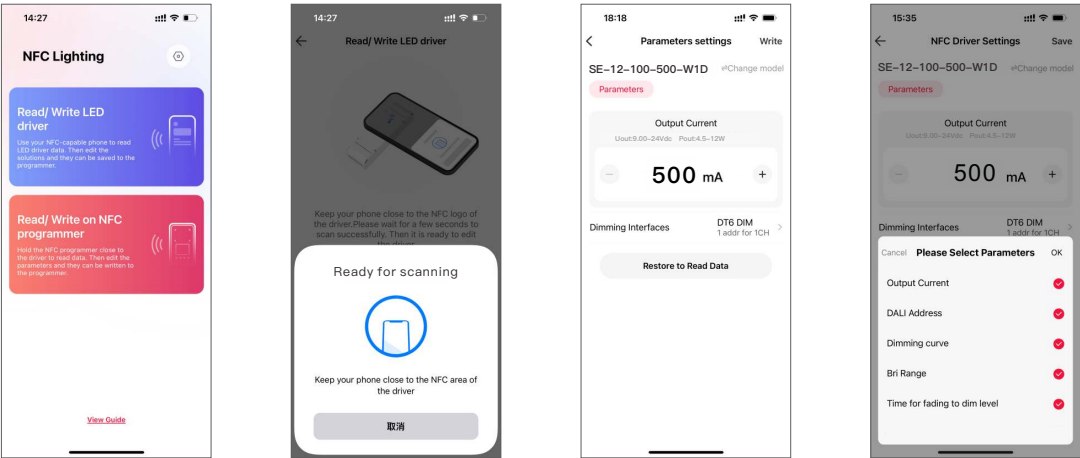 14:27
NFC Lighting
Read/ Write LED
driver
Use your NFC-capable phone to read
LED driver data. Then edit the
solutions and they can be saved to the
programmer.
Read/ Write on NFC
programmer
Hold the NFC programmer close to
the driver to read data. Then edit the
parameters and they can be written to
the programmer.
View Guide
14:27
Read/ Write LED driver
Keep your phone close to the NFC logo of
the driver.Please wait for a few seconds to
scan successfully. Then it is ready to edit
the driver
Ready for scanning
Keep your phone close to the NFC area of
the driver
取消
18:18
Parameters settings Write
SE-12-100-500-W1D ⇌Change model
Parameters
Output Current
Uout:9.00-24Vdc Pout:4.5-12W
− 500 mA +
Dimming Interfaces DT6 DIM >
1 addr for 1CH
Restore to Read Data
15:35
NFC Driver Settings Save
SE-12-100-500-W1D ⇌Change model
Parameters
Output Current
Uout:9.00-24Vdc Pout:4.5-12W
− 500 mA +
Dimming Interfaces DT6 DIM >
1 addr for 1CH
Cancel Please Select Parameters OK
Output Current
DALI Address
Dimming curve
Bri Range
Time for fading to dim level